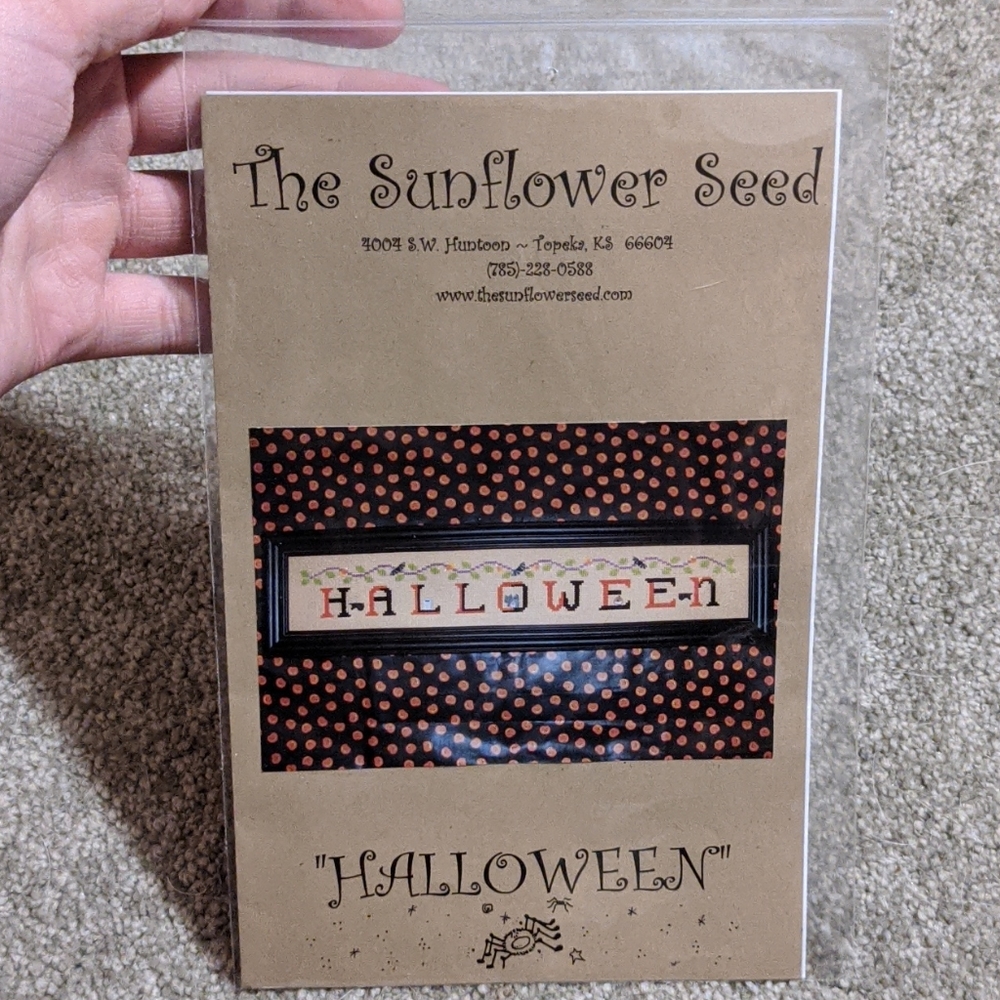 The Sunflower Seed
4004 S.W. Huntoon ~ Topeka, KS 66604
(785)-228-0588
www.thesunflowerseed.com
HALLOWEEn
"HALLOWEEN"